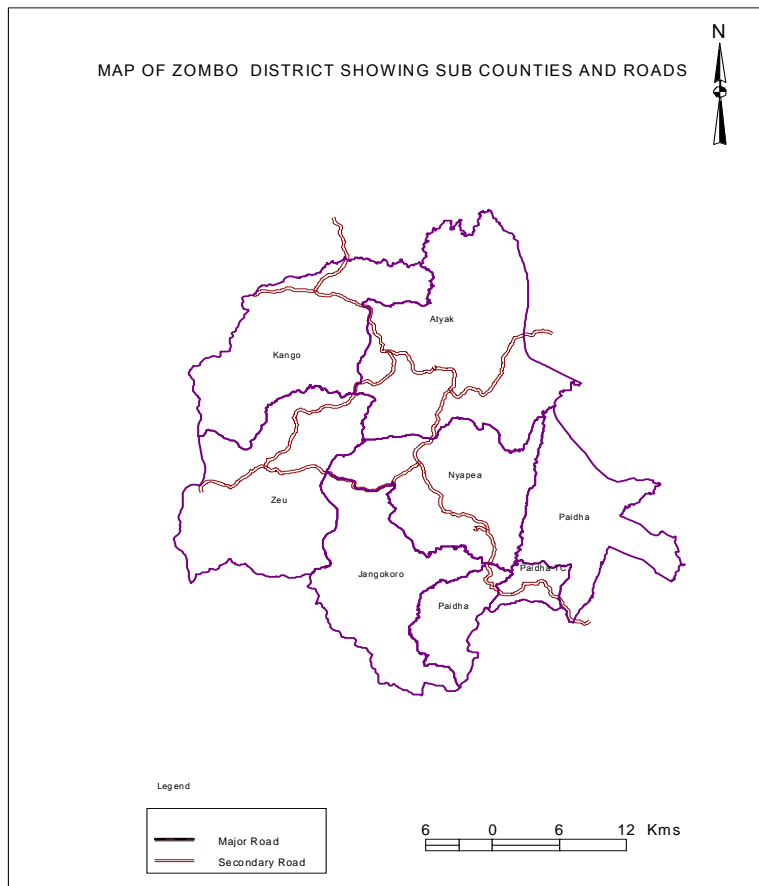 N
MAP OF ZOMBO DISTRICT SHOWING SUB COUNTIES AND ROADS
Atyak
Kango
Nyapea
Zeu
Paidha
Jangokoro
Paidha TC
Paidha
Legend
Major Road
Secondary Road
6 0 6 12 Kms